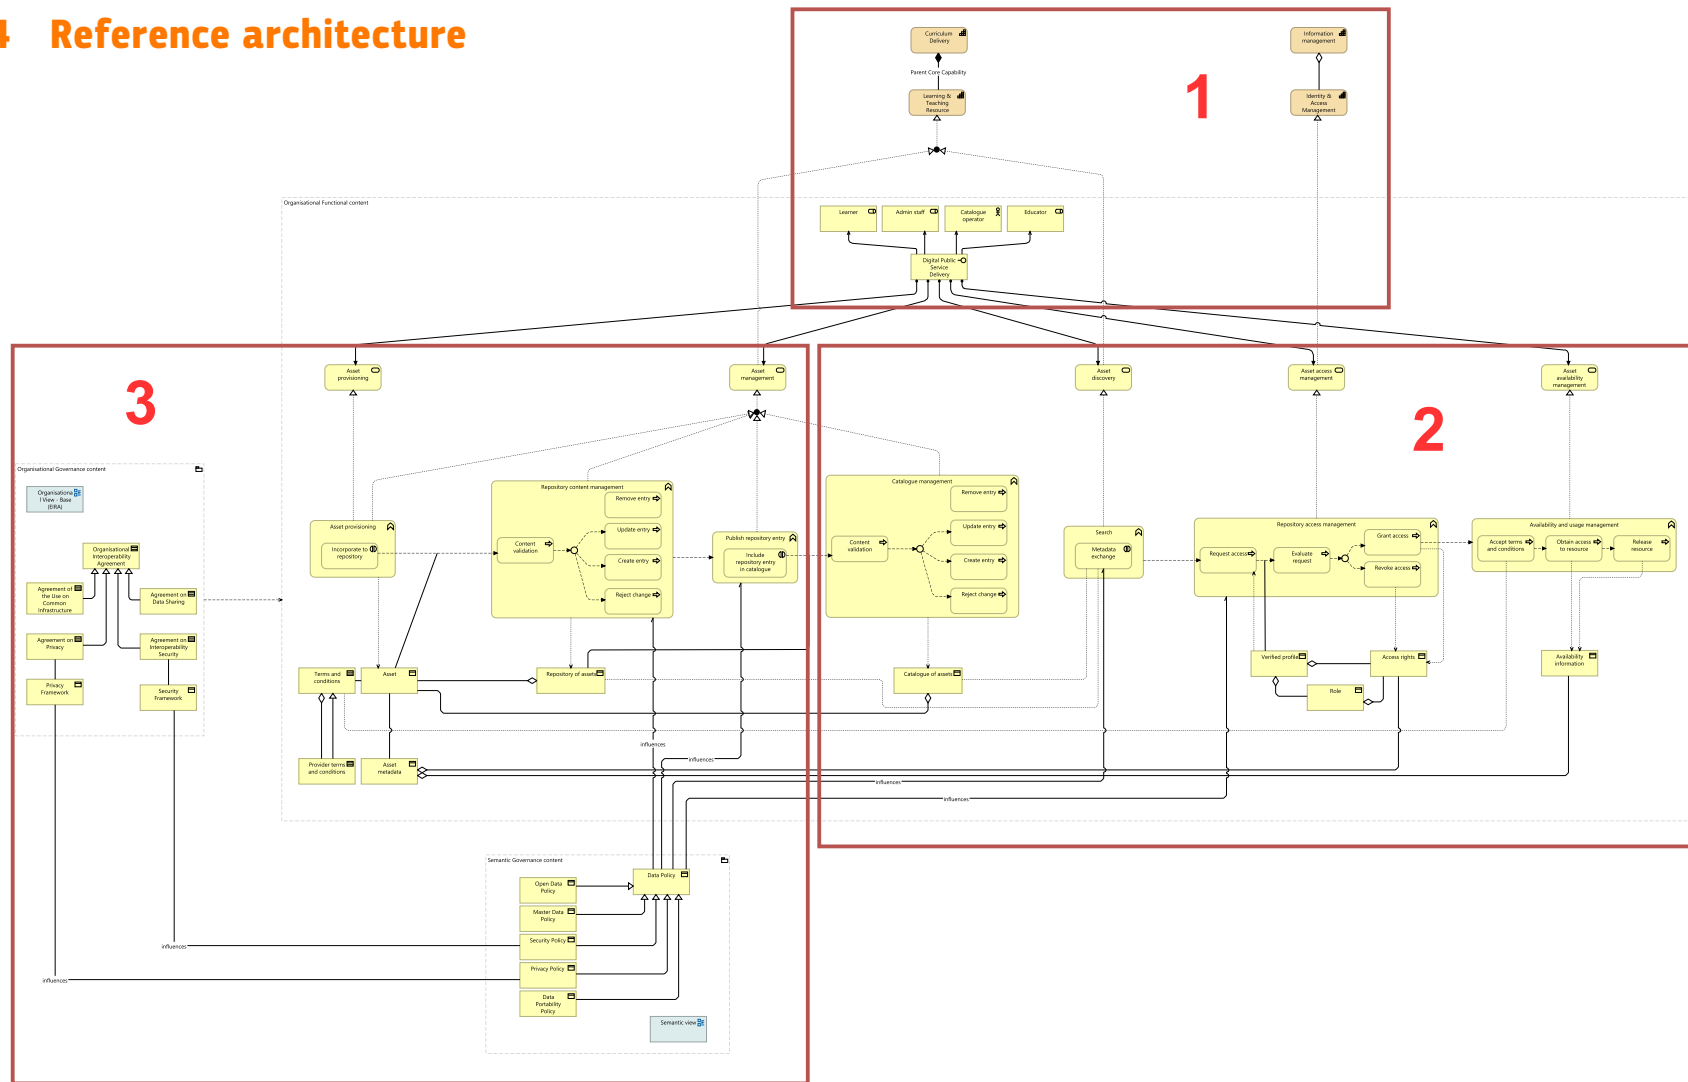 4 Reference architecture
1
Curriculum
Delivery
Parent Core Capability
Learning &
Teaching
Resource
Information
management
Identity &
Access
Management
Organisational Functional content
Learner
Admin staff
Catalogue
operator
Educator
Digital Public
Service
Delivery
3
Asset
provisioning
Asset
management
2
Asset
discovery
Asset access
management
Asset
availability
management
Organisational Governance content
Organisationa
l View - Base
(EIRA)
Organisational
Interoperability
Agreement
Agreement of
the Use on
Common
Infrastructure
Agreement on
Data Sharing
Agreement on
Privacy
Agreement on
Interoperability
Security
Privacy
Framework
Security
Framework
Asset provisioning
Incorporate to
repository
Repository content management
Remove entry
Content
validation
Update entry
Create entry
Reject change
Publish repository entry
Include
repository entry
in catalogue
Catalogue management
Remove entry
Content
validation
Update entry
Create entry
Reject change
Search
Metadata
exchange
Repository access management
Request access
Evaluate
request
Grant access
Revoke access
Availability and usage management
Accept terms
and conditions
Obtain access
to resource
Release
resource
Terms and
conditions
Asset
Repository of assets
Catalogue of assets
Verified profile
Access rights
Role
Availability
information
Provider terms
and conditions
Asset
metadata
influences
influences
influences
influences
Semantic Governance content
Data Policy
Open Data
Policy
Master Data
Policy
Security Policy
Privacy Policy
Data
Portability
Policy
Semantic view
influences
influences